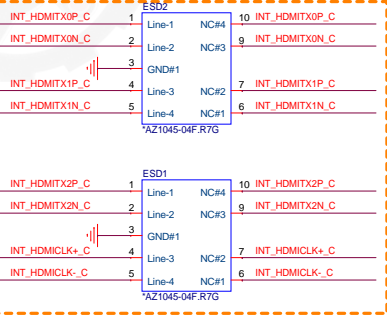 ESD2
INT_HDMITX0P_C 1 Line-1 NC#4 10 INT_HDMITX0P_C
INT_HDMITX0N_C 2 Line-2 NC#3 9 INT_HDMITX0N_C
3 GND#1
INT_HDMITX1P_C 4 Line-3 NC#2 7 INT_HDMITX1P_C
INT_HDMITX1N_C 5 Line-4 NC#1 6 INT_HDMITX1N_C
*AZ1045-04F.R7G
ESD1
INT_HDMITX2P_C 1 Line-1 NC#4 10 INT_HDMITX2P_C
INT_HDMITX2N_C 2 Line-2 NC#3 9 INT_HDMITX2N_C
3 GND#1
INT_HDMICLK+_C 4 Line-3 NC#2 7 INT_HDMICLK+_C
INT_HDMICLK-_C 5 Line-4 NC#1 6 INT_HDMICLK-_C
*AZ1045-04F.R7G